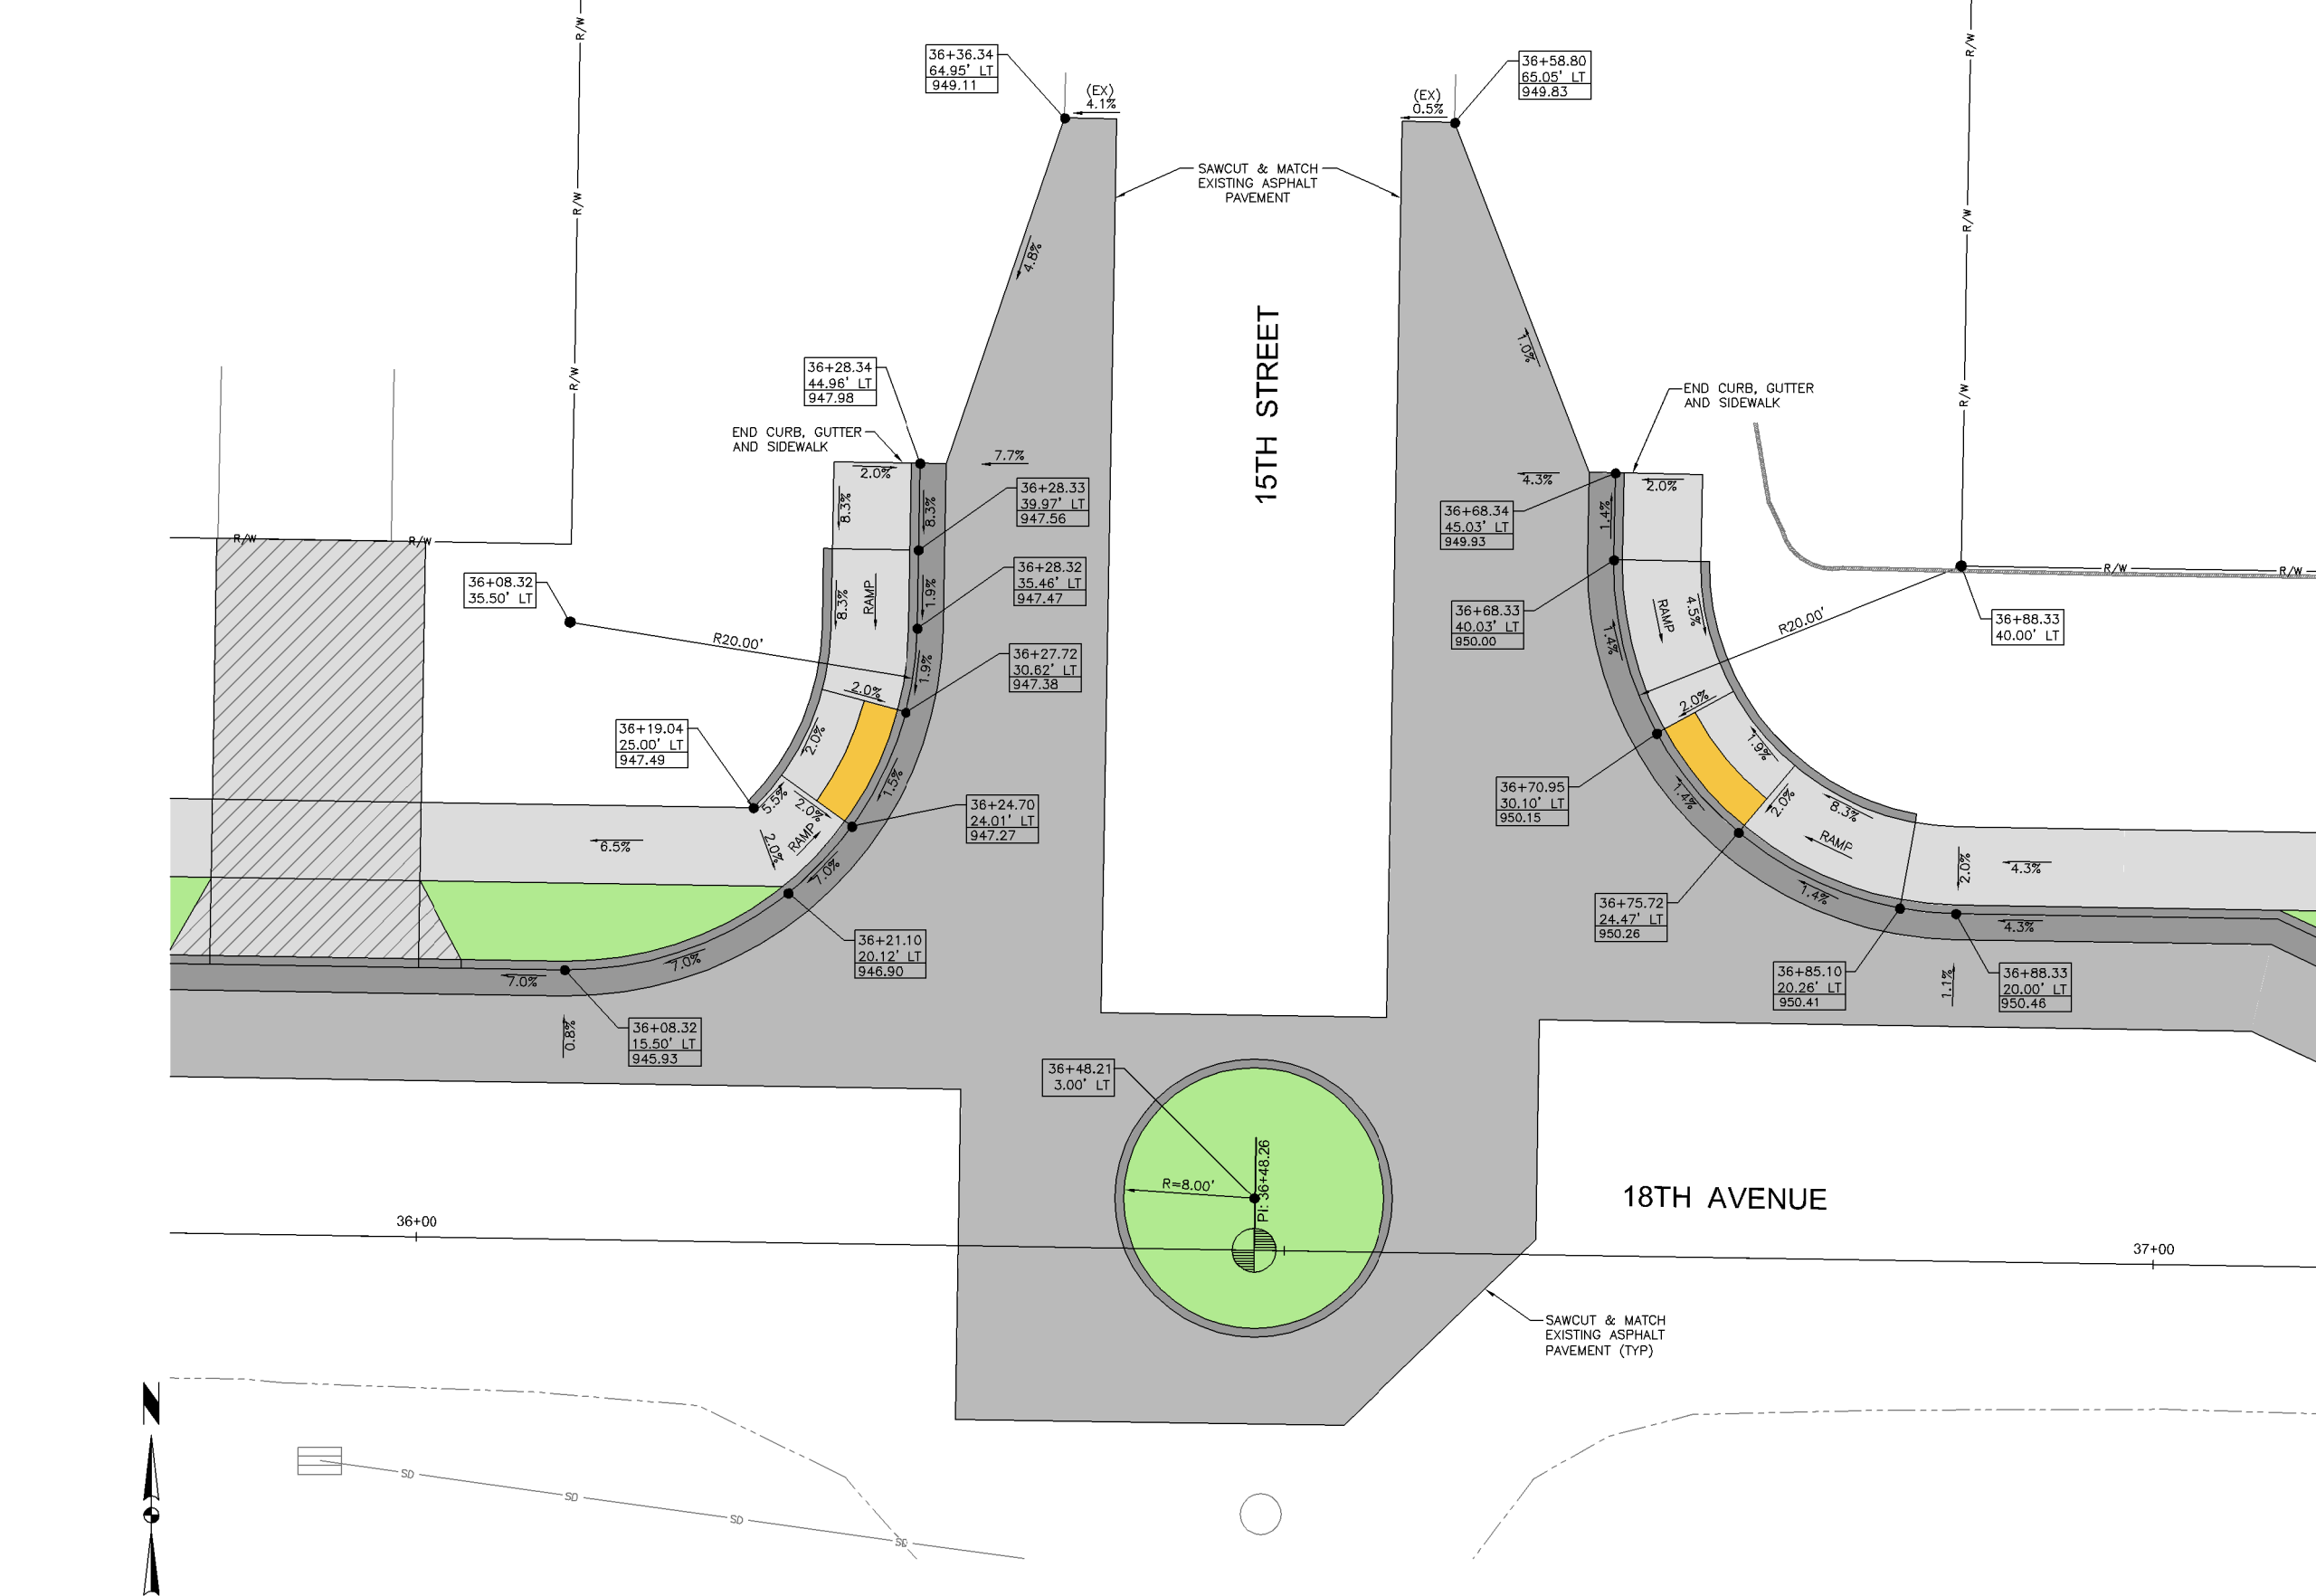 R/W
R/W
R/W
R/W
R/W
R/W
36+36.34
64.95' LT
949.11
(EX)
4.1%
(EX)
0.5%
36+58.80
65.05' LT
949.83
SAWCUT & MATCH
EXISTING ASPHALT
PAVEMENT
4.8%
1.0%
15TH STREET
36+28.34
44.96' LT
947.98
END CURB, GUTTER
AND SIDEWALK
END CURB, GUTTER
AND SIDEWALK
2.0%
7.7%
4.3%
2.0%
8.3%
8.3%
36+28.33
39.97' LT
947.56
36+68.34
45.03' LT
949.93
1.4%
R/W
R/W
R/W
R/W
36+08.32
35.50' LT
36+28.32
35.46' LT
947.47
8.3%
RAMP
1.9%
R20.00'
1.9%
36+27.72
30.62' LT
947.38
36+68.33
40.03' LT
950.00
1.4%
RAMP
4.5%
R20.00'
36+88.33
40.00' LT
2.0%
2.0%
36+19.04
25.00' LT
947.49
2.0%
1.5%
5.5%
2.0%
2.0%
RAMP
7.0%
36+24.70
24.01' LT
947.27
36+70.95
30.10' LT
950.15
1.9%
1.4%
2.0%
8.3%
RAMP
6.5%
2.0%
4.3%
1.4%
4.3%
36+75.72
24.47' LT
950.26
36+21.10
20.12' LT
946.90
7.0%
7.0%
36+85.10
20.26' LT
950.41
1.1%
36+88.33
20.00' LT
950.46
0.8%
36+08.32
15.50' LT
945.93
36+48.21
3.00' LT
R=8.00'
PI: 36+48.26
18TH AVENUE
36+00
37+00
SAWCUT & MATCH
EXISTING ASPHALT
PAVEMENT (TYP)
N
SD
SD
SD
SD